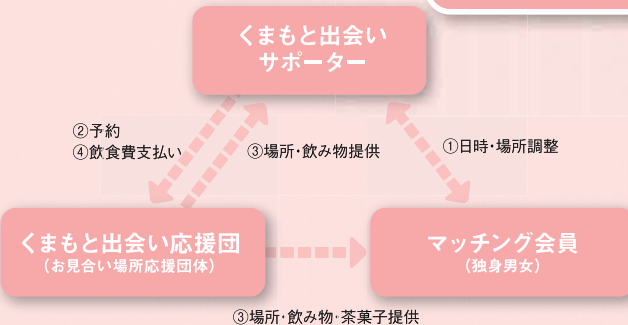 くまもと出会い
サポーター
②予約
④飲食費支払い
③場所・飲み物提供
①日時・場所調整
くまもと出会い応援団
（お見合い場所応援団体）
マッチング会員
（独身男女）
③場所・飲み物・茶菓子提供